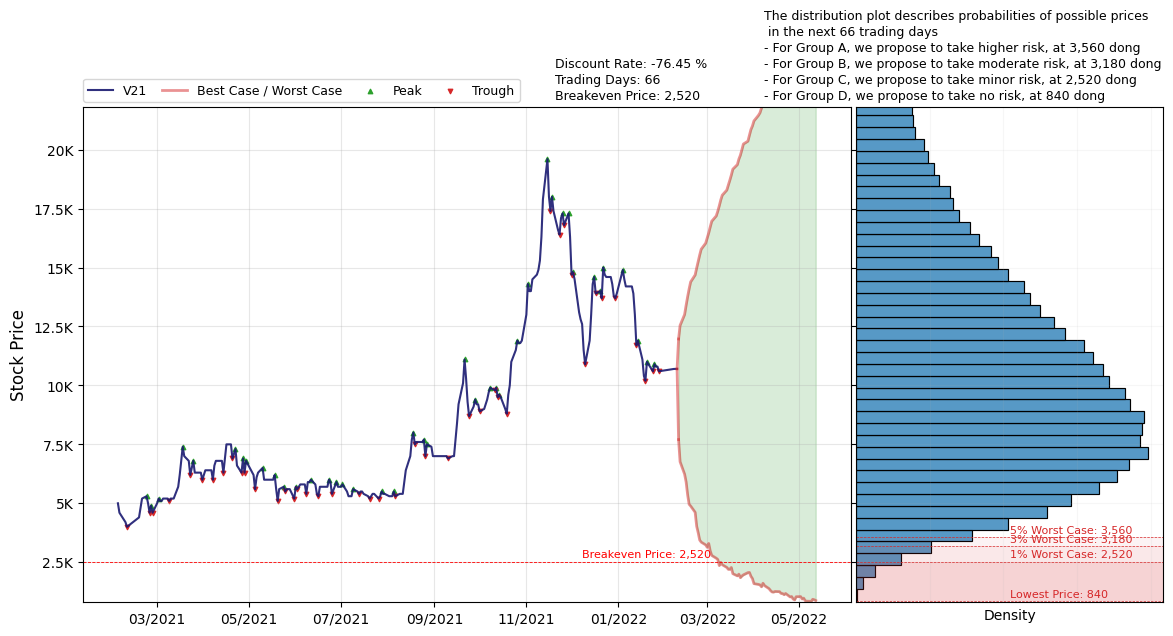 The distribution plot describes probabilities of possible prices
in the next 66 trading days
- For Group A, we propose to take higher risk, at 3,560 dong
- For Group B, we propose to take moderate risk, at 3,180 dong
- For Group C, we propose to take minor risk, at 2,520 dong
- For Group D, we propose to take no risk, at 840 dong
Discount Rate: -76.45 %
Trading Days: 66
Breakeven Price: 2,520
V21 Best Case / Worst Case Peak Trough
Stock Price
20K
17.5K
15K
12.5K
10K
7.5K
5K
2.5K
Breakeven Price: 2,520
5% Worst Case: 3,560
3% Worst Case: 3,180
1% Worst Case: 2,520
Lowest Price: 840
03/2021 05/2021 07/2021 09/2021 11/2021 01/2022 03/2022 05/2022
Density